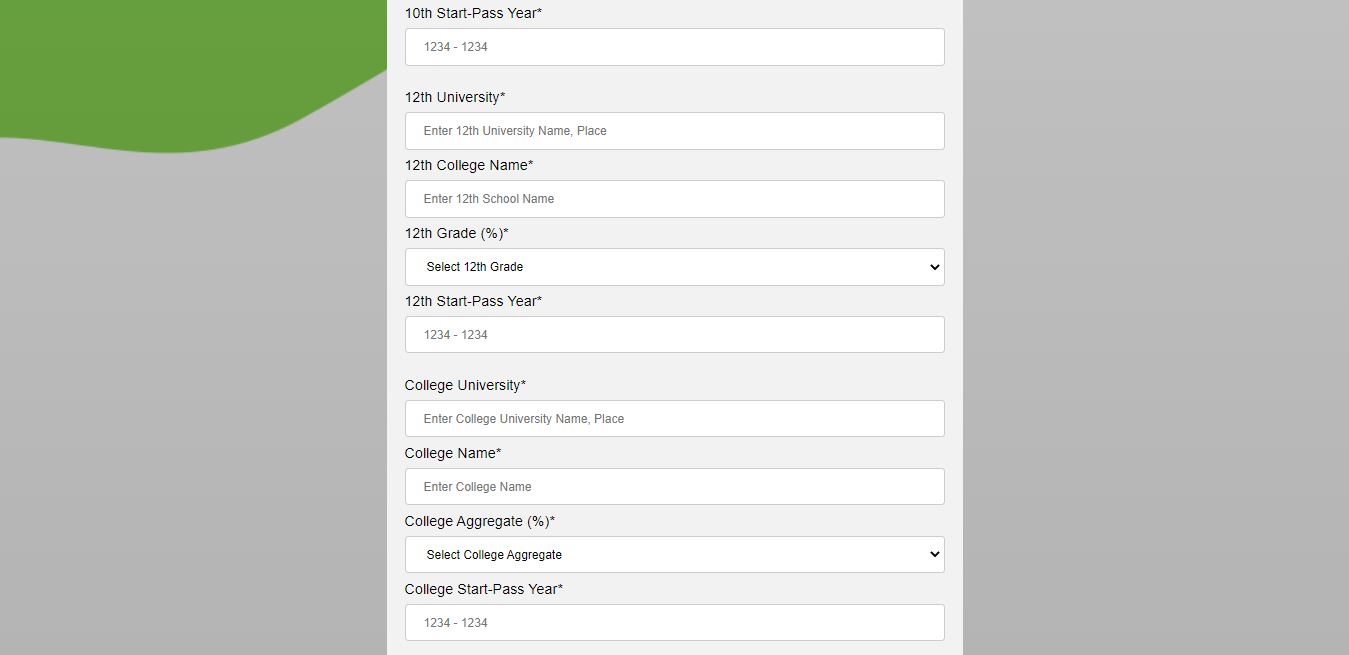 10th Start-Pass Year*
1234 - 1234
12th University*
Enter 12th University Name, Place
12th College Name*
Enter 12th School Name
12th Grade (%)*
Select 12th Grade
12th Start-Pass Year*
1234 - 1234
College University*
Enter College University Name, Place
College Name*
Enter College Name
College Aggregate (%)*
Select College Aggregate
College Start-Pass Year*
1234 - 1234